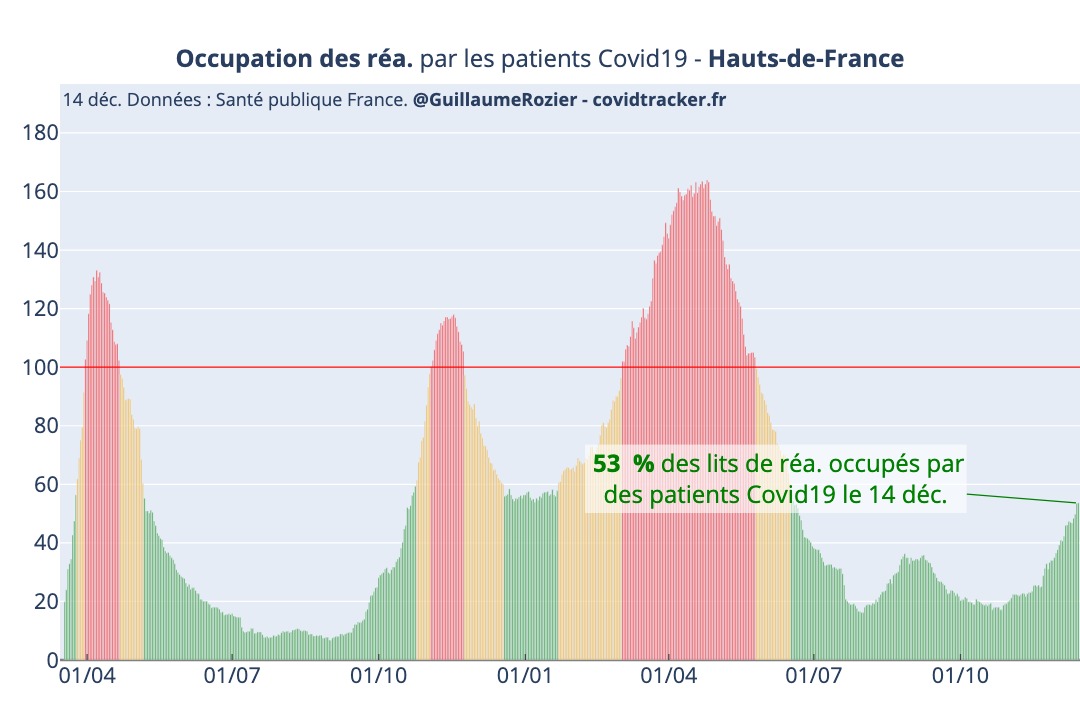 Occupation des réa. par les patients Covid19 - Hauts-de-France
14 déc. Données : Santé publique France. @GuillaumeRozier - covidtracker.fr
180
160
140
120
100
80
60
40
20
0
53 % des lits de réa. occupés par
des patients Covid19 le 14 déc.
01/04 01/07 01/10 01/01 01/04 01/07 01/10